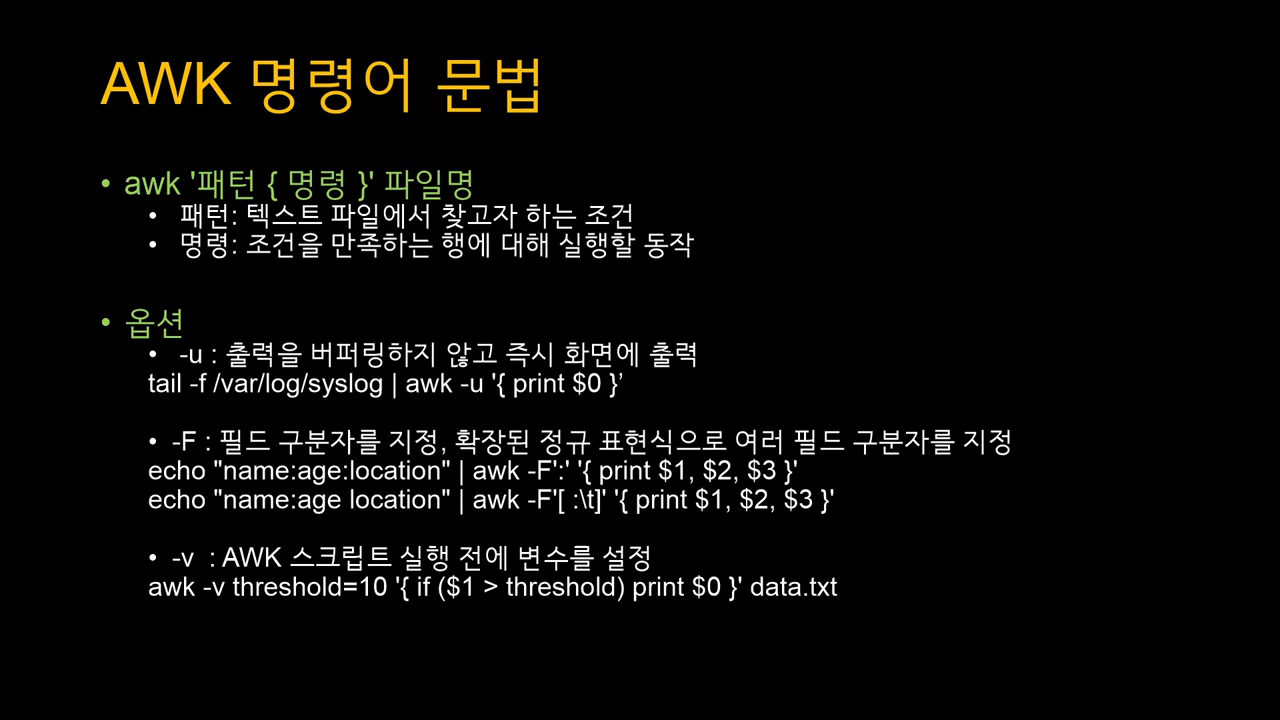 AWK 명령어 문법
• awk '패턴 { 명령 }' 파일명
• 패턴: 텍스트 파일에서 찾고자 하는 조건
• 명령: 조건을 만족하는 행에 대해 실행할 동작
• 옵션
• -u : 출력을 버퍼링하지 않고 즉시 화면에 출력
tail -f /var/log/syslog | awk -u '{ print $0 }’
• -F : 필드 구분자를 지정, 확장된 정규 표현식으로 여러 필드 구분자를 지정
echo "name:age:location" | awk -F':' '{ print $1, $2, $3 }'
echo "name:age location" | awk -F'[ :\t]' '{ print $1, $2, $3 }'
• -v : AWK 스크립트 실행 전에 변수를 설정
awk -v threshold=10 '{ if ($1 > threshold) print $0 }' data.txt